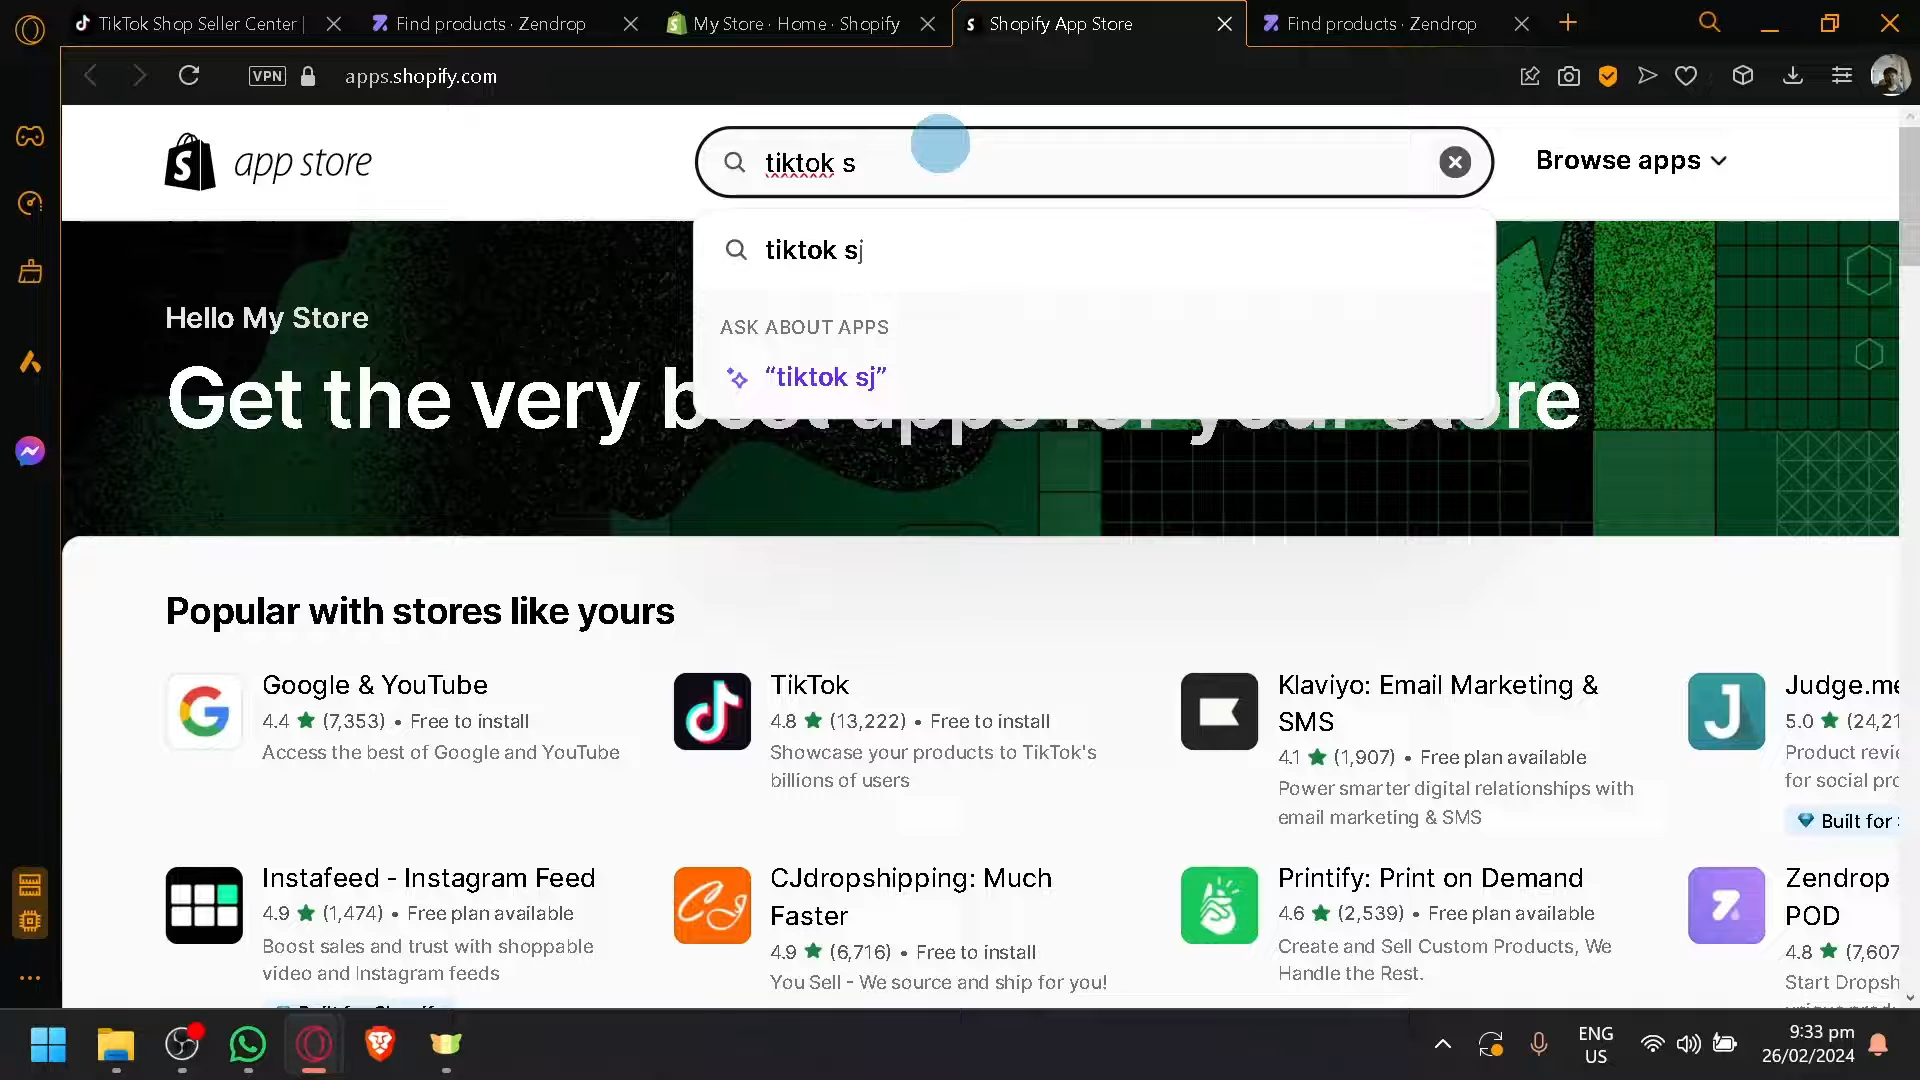 TikTok Shop Seller Center |
Find products · Zendrop
My Store · Home · Shopify
Shopify App Store
Find products · Zendrop
VPN
apps.shopify.com
app store
tiktok s
Browse apps
tiktok sj
ASK ABOUT APPS
“tiktok sj”
Hello My Store
Get the very best apps for your store
Popular with stores like yours
Google & YouTube
4.4 ★ (7,353) • Free to install
Access the best of Google and YouTube
TikTok
4.8 ★ (13,222) • Free to install
Showcase your products to TikTok's
billions of users
Klaviyo: Email Marketing &
SMS
4.1 ★ (1,907) • Free plan available
Power smarter digital relationships with
email marketing & SMS
Judge.me
5.0 ★ (24,21
Product revie
for social pro
Built for
Instafeed - Instagram Feed
4.9 ★ (1,474) • Free plan available
Boost sales and trust with shoppable
video and Instagram feeds
CJdropshipping: Much
Faster
4.9 ★ (6,716) • Free to install
You Sell - We source and ship for you!
Printify: Print on Demand
4.6 ★ (2,539) • Free plan available
Create and Sell Custom Products, We
Handle the Rest.
Zendrop
POD
4.8 ★ (7,607
Start Dropsh
ENG
US
9:33 pm
26/02/2024